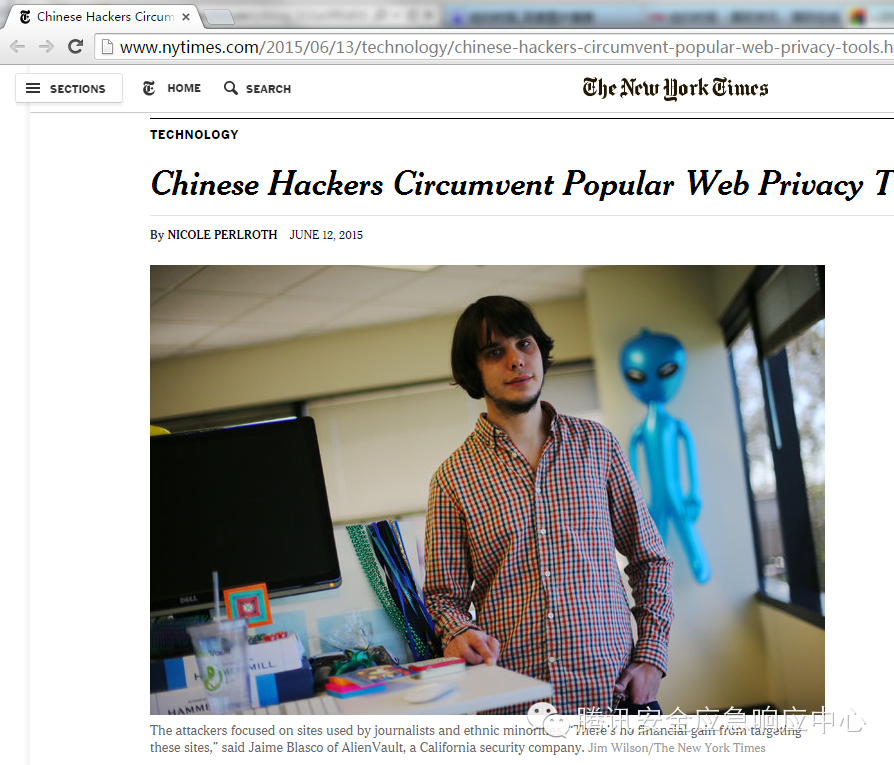 Chinese Hackers Circum
www.nytimes.com/2015/06/13/technology/chinese-hackers-circumvent-popular-web-privacy-tools.h
SECTIONS
HOME
SEARCH
The New York Times
TECHNOLOGY
Chinese Hackers Circumvent Popular Web Privacy T
By NICOLE PERLROTH JUNE 12, 2015
DELL
HAMM
MILL
腾讯安全应急响应中心
The attackers focused on sites used by journalists and ethnic minorities. "There's no financial gain from targeting
these sites," said Jaime Blasco of AlienVault, a California security company. Jim Wilson/The New York Times